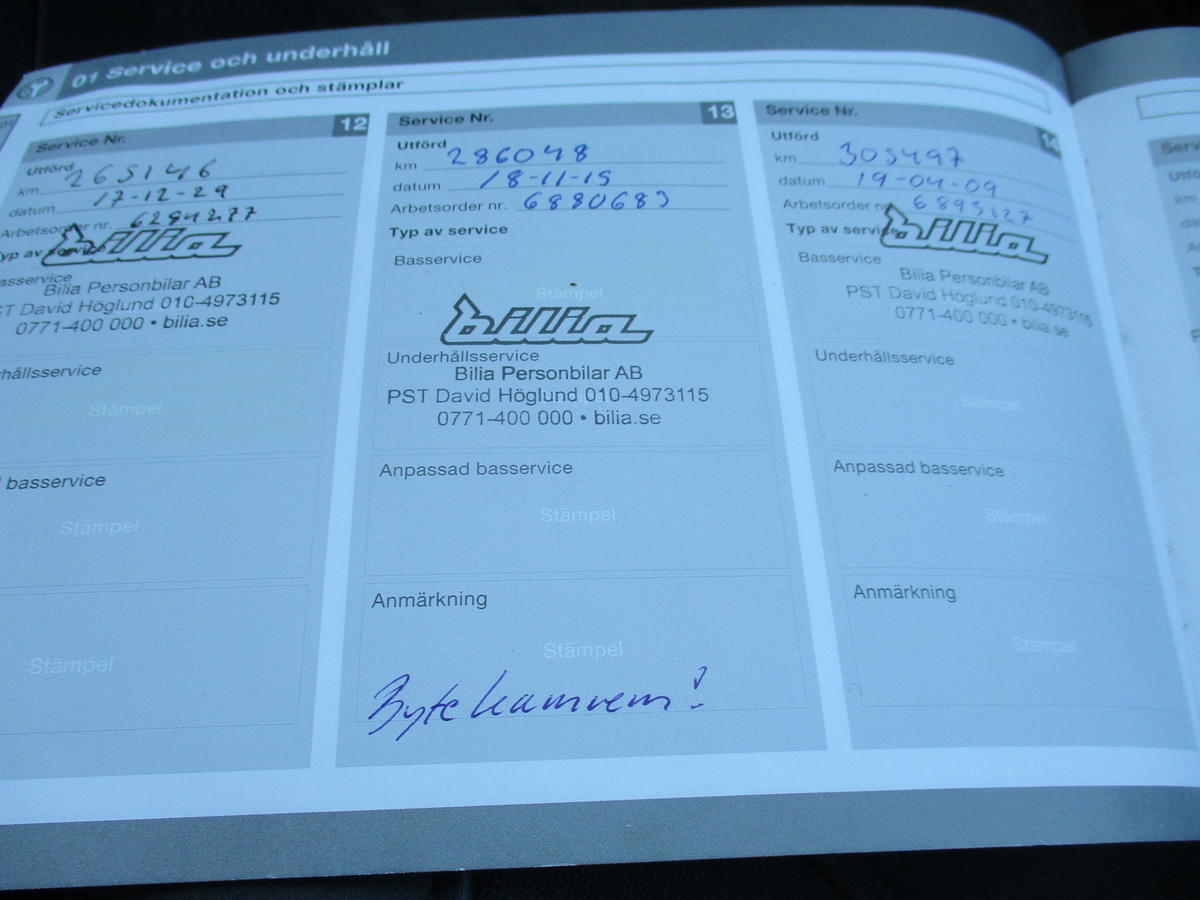 01 Service och underhåll
Servicedokumentation och stämplar
Service Nr. 12
Utförd
km 265146
datum 17-12-29
Arbetsorder nr. 6284277
Typ av service
bilia
Basservice
Bilia Personbilar AB
PST David Höglund 010-4973115
0771-400 000 • bilia.se
hållsservice
Stämpel
basservice
Stämpel
Stämpel
Service Nr. 13
Utförd
km 286048
datum 18-11-15
Arbetsorder nr. 6880683
Typ av service
Basservice
Stämpel
bilia
Underhållsservice
Bilia Personbilar AB
PST David Höglund 010-4973115
0771-400 000 • bilia.se
Anpassad basservice
Stämpel
Anmärkning
Stämpel
Byte kamrem!
Service Nr. 14
Utförd
km 305497
datum 19-04-09
Arbetsorder nr. 6893127
Typ av service
bilia
Basservice
Bilia Personbilar AB
PST David Höglund 010-4973115
0771-400 000 • bilia.se
Underhållsservice
Stämpel
Anpassad basservice
Stämpel
Anmärkning
Stämpel